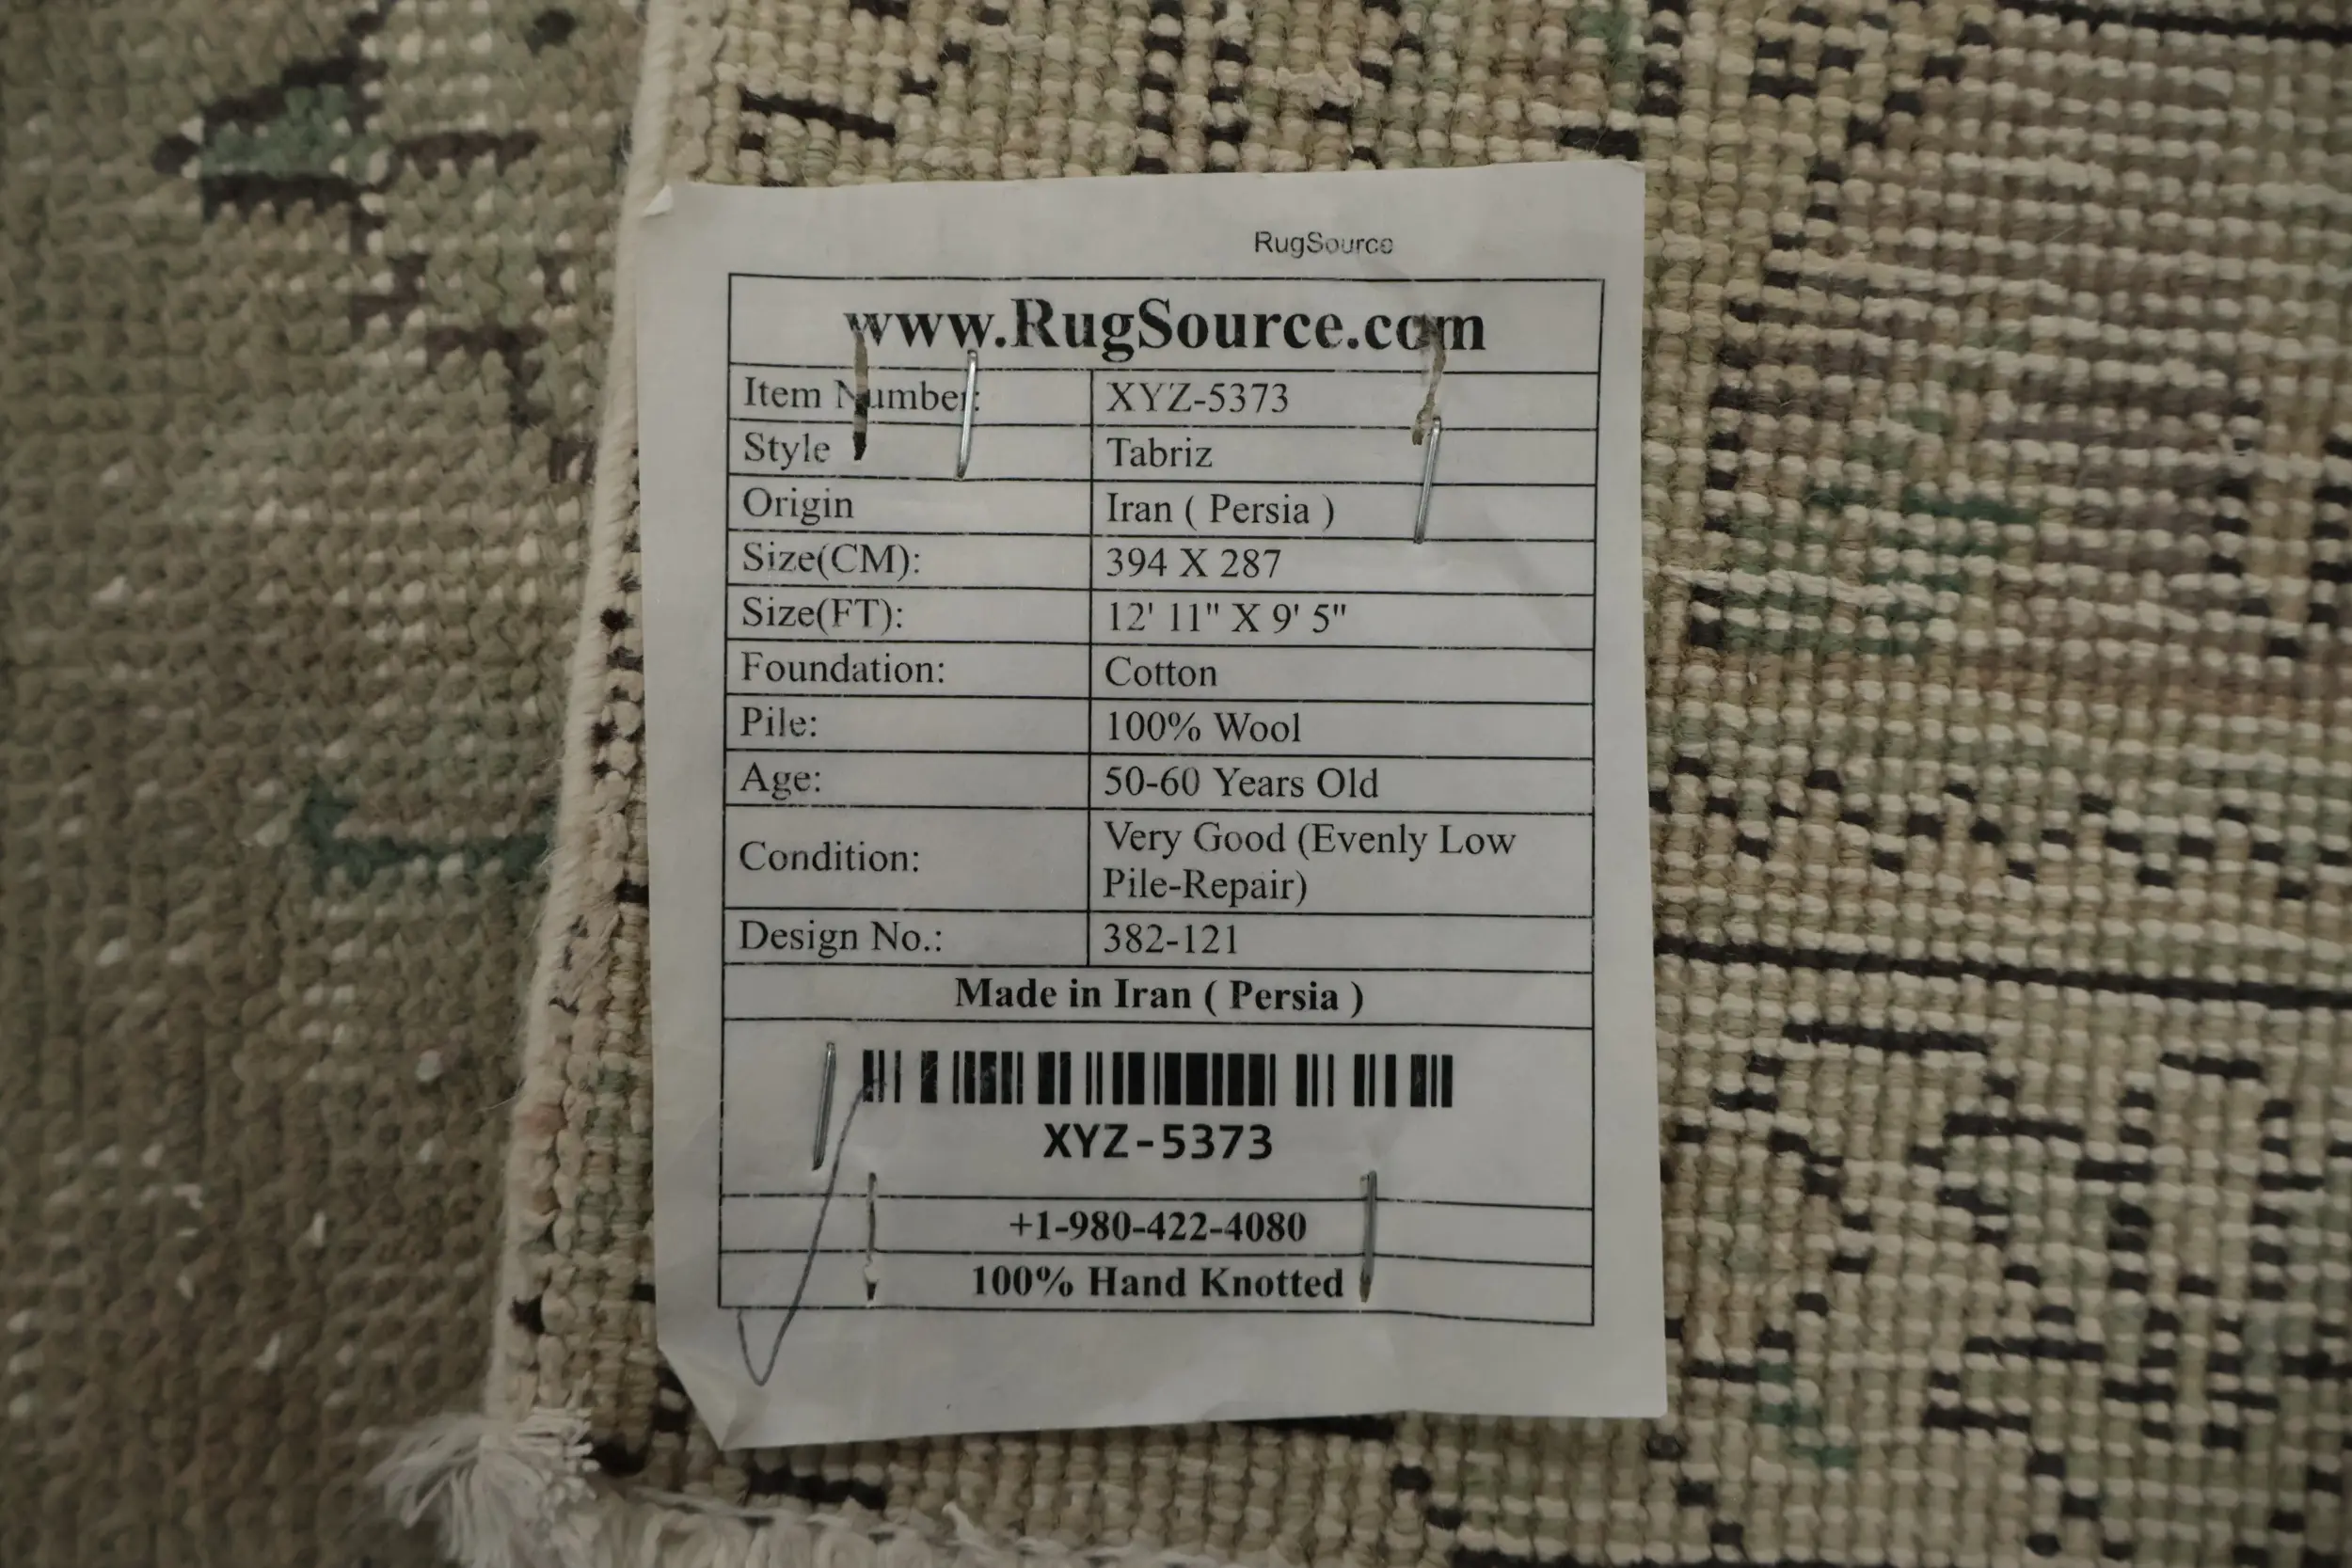 RugSource
www.RugSource.com
Item Number: XYZ-5373
Style Tabriz
Origin Iran ( Persia )
Size(CM): 394 X 287
Size(FT): 12' 11" X 9' 5"
Foundation: Cotton
Pile: 100% Wool
Age: 50-60 Years Old
Condition: Very Good (Evenly Low
Pile-Repair)
Design No.: 382-121
Made in Iran ( Persia )
XYZ-5373
+1-980-422-4080
100% Hand Knotted